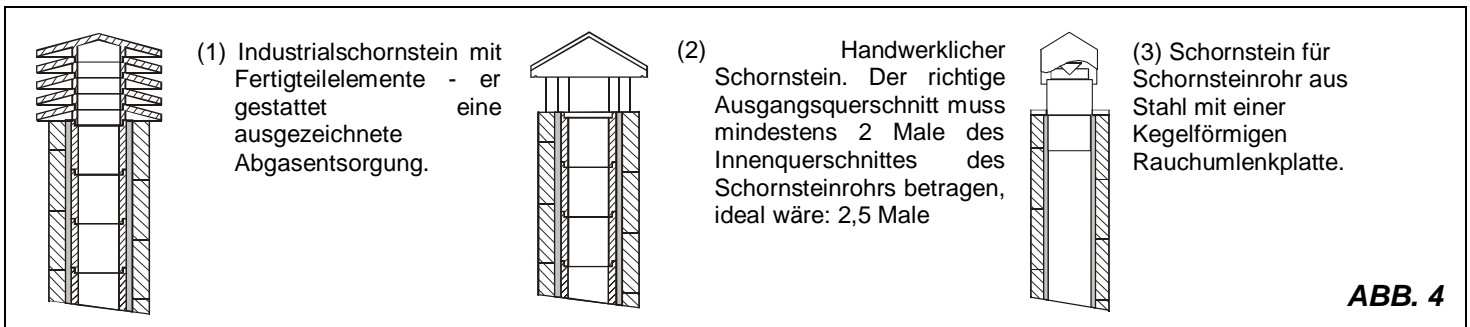 (1) Industrialschornstein mit
Fertigteilelemente - er
gestattet eine
ausgezeichnete
Abgasentsorgung.
(2) Handwerklicher
Schornstein. Der richtige
Ausgangsquerschnitt muss
mindestens 2 Male des
Innenquerschnittes des
Schornsteinrohrs betragen,
ideal wäre: 2,5 Male
(3) Schornstein für
Schornsteinrohr aus
Stahl mit einer
Kegelförmigen
Rauchumlenkplatte.
ABB. 4